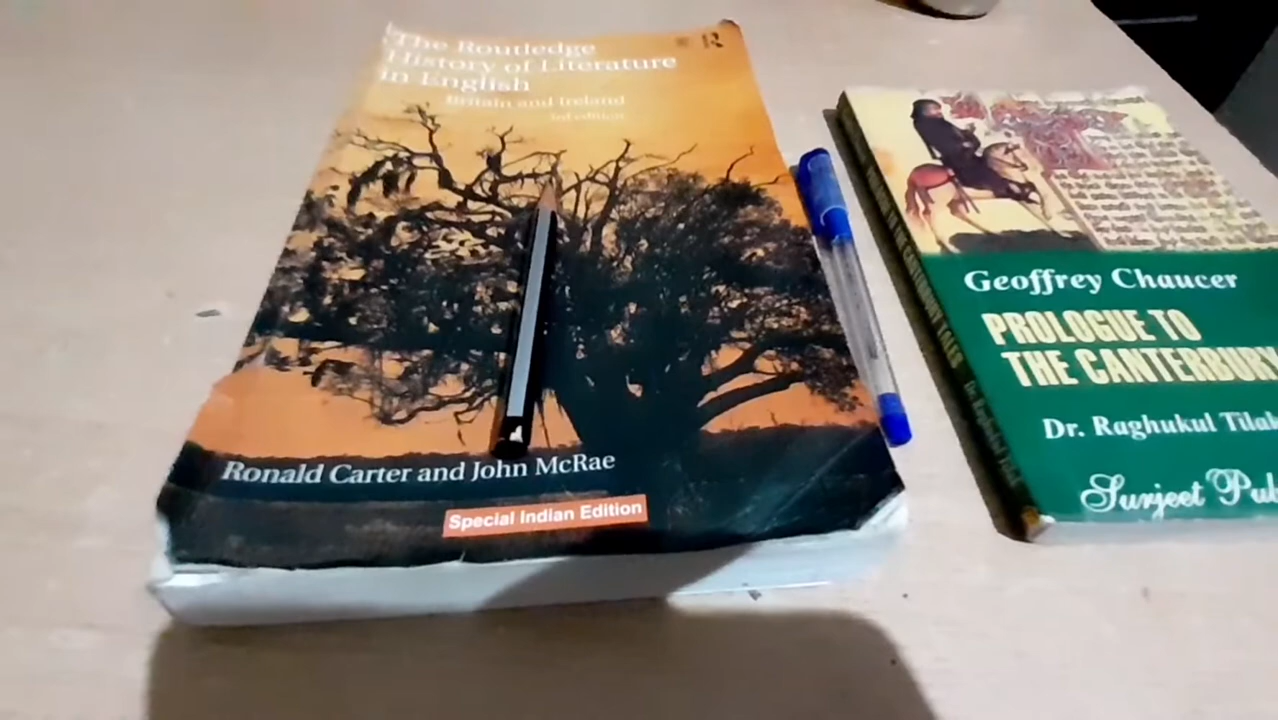 The Routledge
History of Literature
in English
Britain and Ireland
3rd edition
R
Ronald Carter and John McRae
Special Indian Edition
Geoffrey Chaucer
PROLOGUE TO
THE CANTERBURY
Dr. Raghukul Tilak
Surjeet Pub